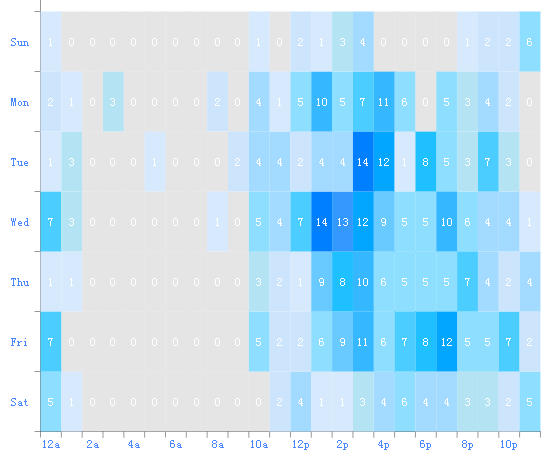 Sun 1 0 0 0 0 0 0 0 0 0 1 0 2 1 3 4 0 0 0 0 1 2 2 6
Mon 2 1 0 3 0 0 0 0 2 0 4 1 5 10 5 7 11 6 0 5 3 4 2 0
Tue 1 3 0 0 0 1 0 0 0 2 4 4 2 4 4 14 12 1 8 5 3 7 3 0
Wed 7 3 0 0 0 0 0 0 1 0 5 4 7 14 13 12 9 5 5 10 6 4 4 1
Thu 1 1 0 0 0 0 0 0 0 0 3 2 1 9 8 10 6 5 5 5 7 4 2 4
Fri 7 0 0 0 0 0 0 0 0 0 5 2 2 6 9 11 6 7 8 12 5 5 7 2
Sat 5 1 0 0 0 0 0 0 0 0 0 2 4 1 1 3 4 6 4 4 3 3 2 5
12a 2a 4a 6a 8a 10a 12p 2p 4p 6p 8p 10p